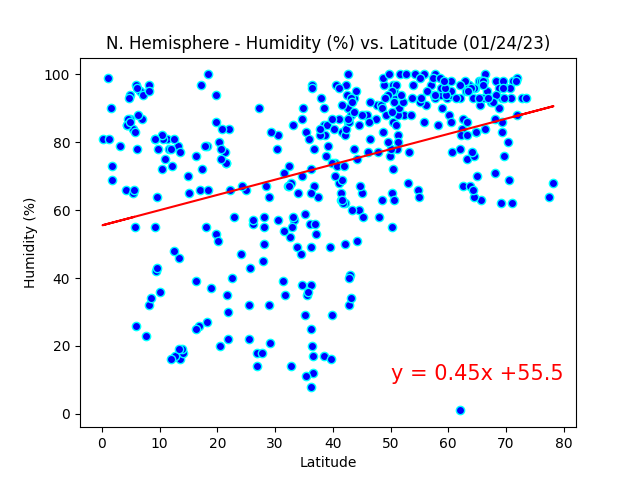 N. Hemisphere - Humidity (%) vs. Latitude (01/24/23)
100
80
60
40
20
0
Humidity (%)
y = 0.45x +55.5
0 10 20 30 40 50 60 70 80
Latitude